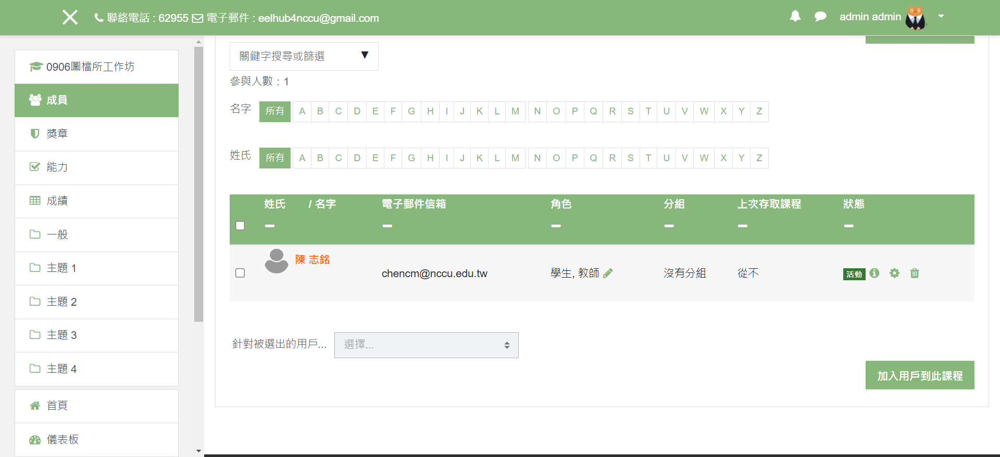 聯絡電話 : 62955 電子郵件 : eelhub4nccu@gmail.com
admin admin
0906圖檔所工作坊
成員
獎章
能力
成績
一般
主題 1
主題 2
主題 3
主題 4
首頁
儀表板
關鍵字搜尋或篩選 ▼
參與人數：1
名字 所有 A B C D E F G H I J K L M N O P Q R S T U V W X Y Z
姓氏 所有 A B C D E F G H I J K L M N O P Q R S T U V W X Y Z
姓氏 / 名字 電子郵件信箱 角色 分組 上次存取課程 狀態
陳 志銘 chencm@nccu.edu.tw 學生, 教師 沒有分組 從不 活動
針對被選出的用戶... 選擇...
加入用戶到此課程